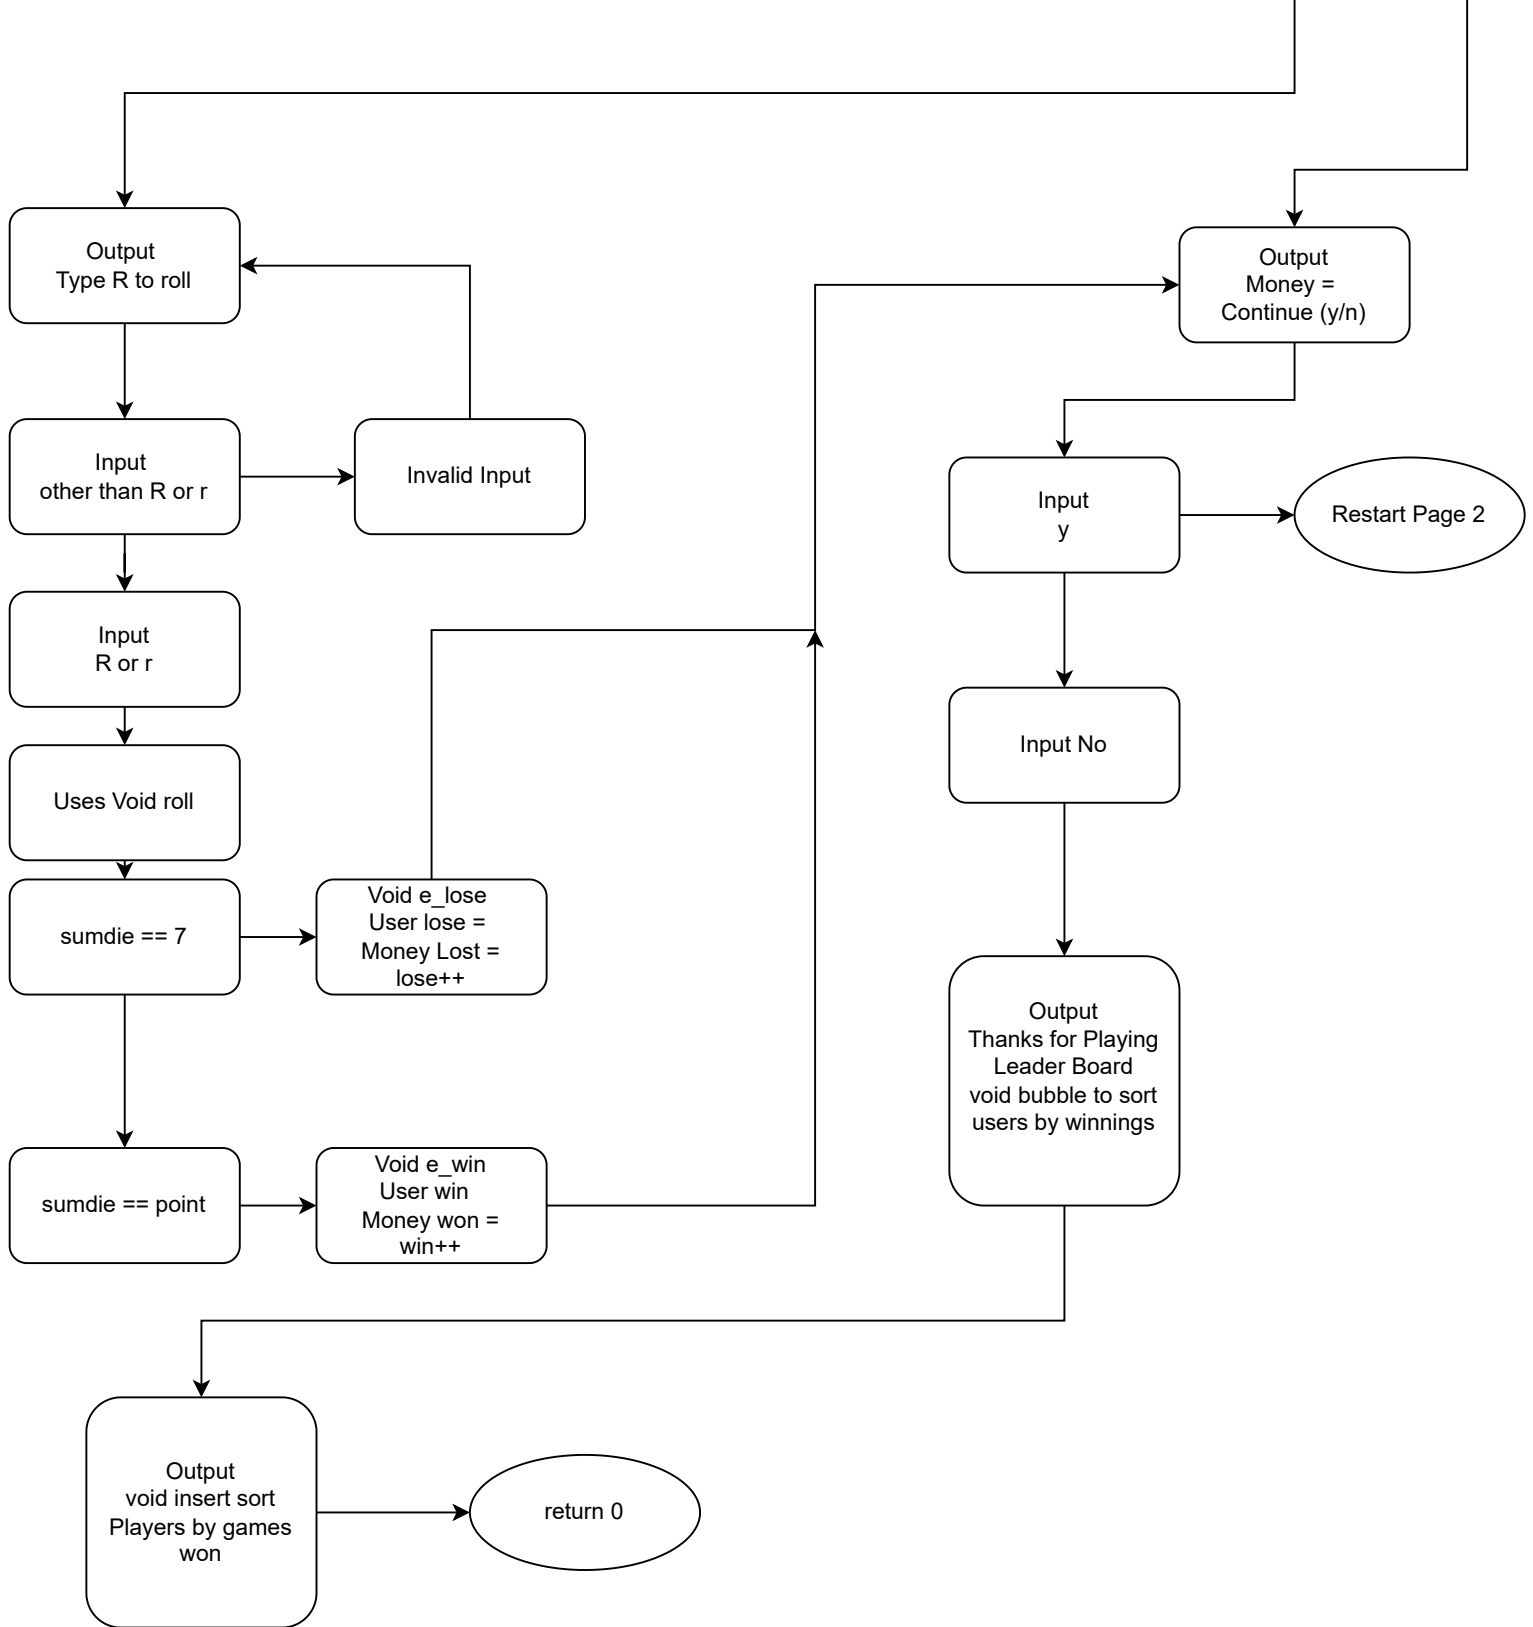 Output
Type R to roll
Input
other than R or r
Invalid Input
Input
R or r
Uses Void roll
sumdie == 7
Void e_lose
User lose =
Money Lost =
lose++
sumdie == point
Void e_win
User win
Money won =
win++
Output
Money =
Continue (y/n)
Input
y
Restart Page 2
Input No
Output
Thanks for Playing
Leader Board
void bubble to sort
users by winnings
Output
void insert sort
Players by games
won
return 0